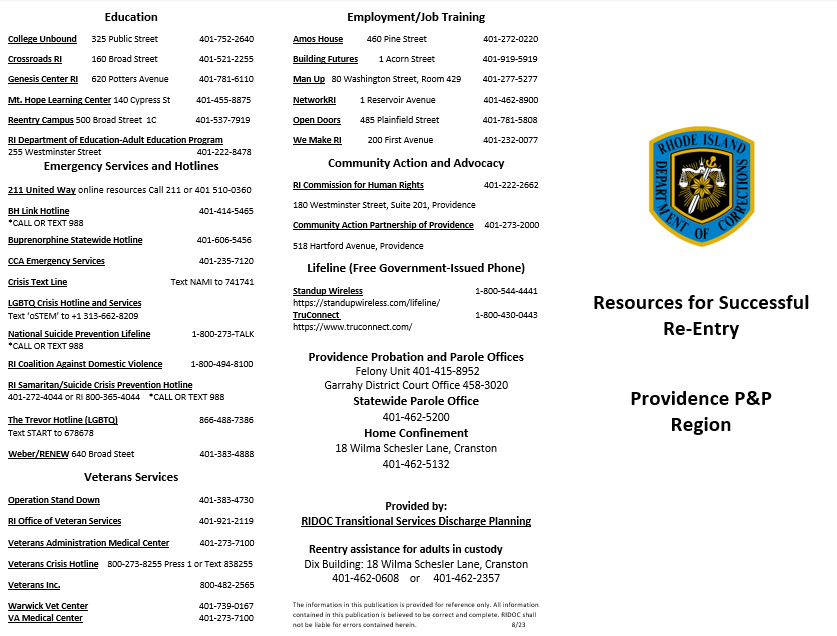 Education
College Unbound 325 Public Street 401-752-2640
Crossroads RI 160 Broad Street 401-521-2255
Genesis Center RI 620 Potters Avenue 401-781-6110
Mt. Hope Learning Center 140 Cypress St 401-455-8875
Reentry Campus 500 Broad Street 1C 401-537-7919
RI Department of Education-Adult Education Program
255 Westminster Street 401-222-8478
Emergency Services and Hotlines
211 United Way online resources Call 211 or 401 510-0360
BH Link Hotline 401-414-5465
*CALL OR TEXT 988
Buprenorphine Statewide Hotline 401-606-5456
CCA Emergency Services 401-235-7120
Crisis Text Line Text NAMI to 741741
LGBTQ Crisis Hotline and Services
Text ‘oSTEM’ to +1 313-662-8209
National Suicide Prevention Lifeline 1-800-273-TALK
*CALL OR TEXT 988
RI Coalition Against Domestic Violence 1-800-494-8100
RI Samaritan/Suicide Crisis Prevention Hotline
401-272-4044 or RI 800-365-4044 *CALL OR TEXT 988
The Trevor Hotline (LGBTQ) 866-488-7386
Text START to 678678
Weber/RENEW 640 Broad Steet 401-383-4888
Veterans Services
Operation Stand Down 401-383-4730
RI Office of Veteran Services 401-921-2119
Veterans Administration Medical Center 401-273-7100
Veterans Crisis Hotline 800-273-8255 Press 1 or Text 838255
Veterans Inc. 800-482-2565
Warwick Vet Center 401-739-0167
VA Medical Center 401-273-7100
Employment/Job Training
Amos House 460 Pine Street 401-272-0220
Building Futures 1 Acorn Street 401-919-5919
Man Up 80 Washington Street, Room 429 401-277-5277
NetworkRI 1 Reservoir Avenue 401-462-8900
Open Doors 485 Plainfield Street 401-781-5808
We Make RI 200 First Avenue 401-232-0077
Community Action and Advocacy
RI Commission for Human Rights 401-222-2662
180 Westminster Street, Suite 201, Providence
Community Action Partnership of Providence 401-273-2000
518 Hartford Avenue, Providence
Lifeline (Free Government-Issued Phone)
Standup Wireless 1-800-544-4441
https://standupwireless.com/lifeline/
TruConnect 1-800-430-0443
https://www.truconnect.com/
Providence Probation and Parole Offices
Felony Unit 401-415-8952
Garrahy District Court Office 458-3020
Statewide Parole Office
401-462-5200
Home Confinement
18 Wilma Schesler Lane, Cranston
401-462-5132
Provided by:
RIDOC Transitional Services Discharge Planning
Reentry assistance for adults in custody
Dix Building: 18 Wilma Schesler Lane, Cranston
401-462-0608 or 401-462-2357
The information in this publication is provided for reference only. All information
contained in this publication is believed to be correct and complete. RIDOC shall
not be liable for errors contained herein. 8/23
RHODE ISLAND
DEPARTMENT OF CORRECTIONS
Resources for Successful
Re-Entry
Providence P&P
Region